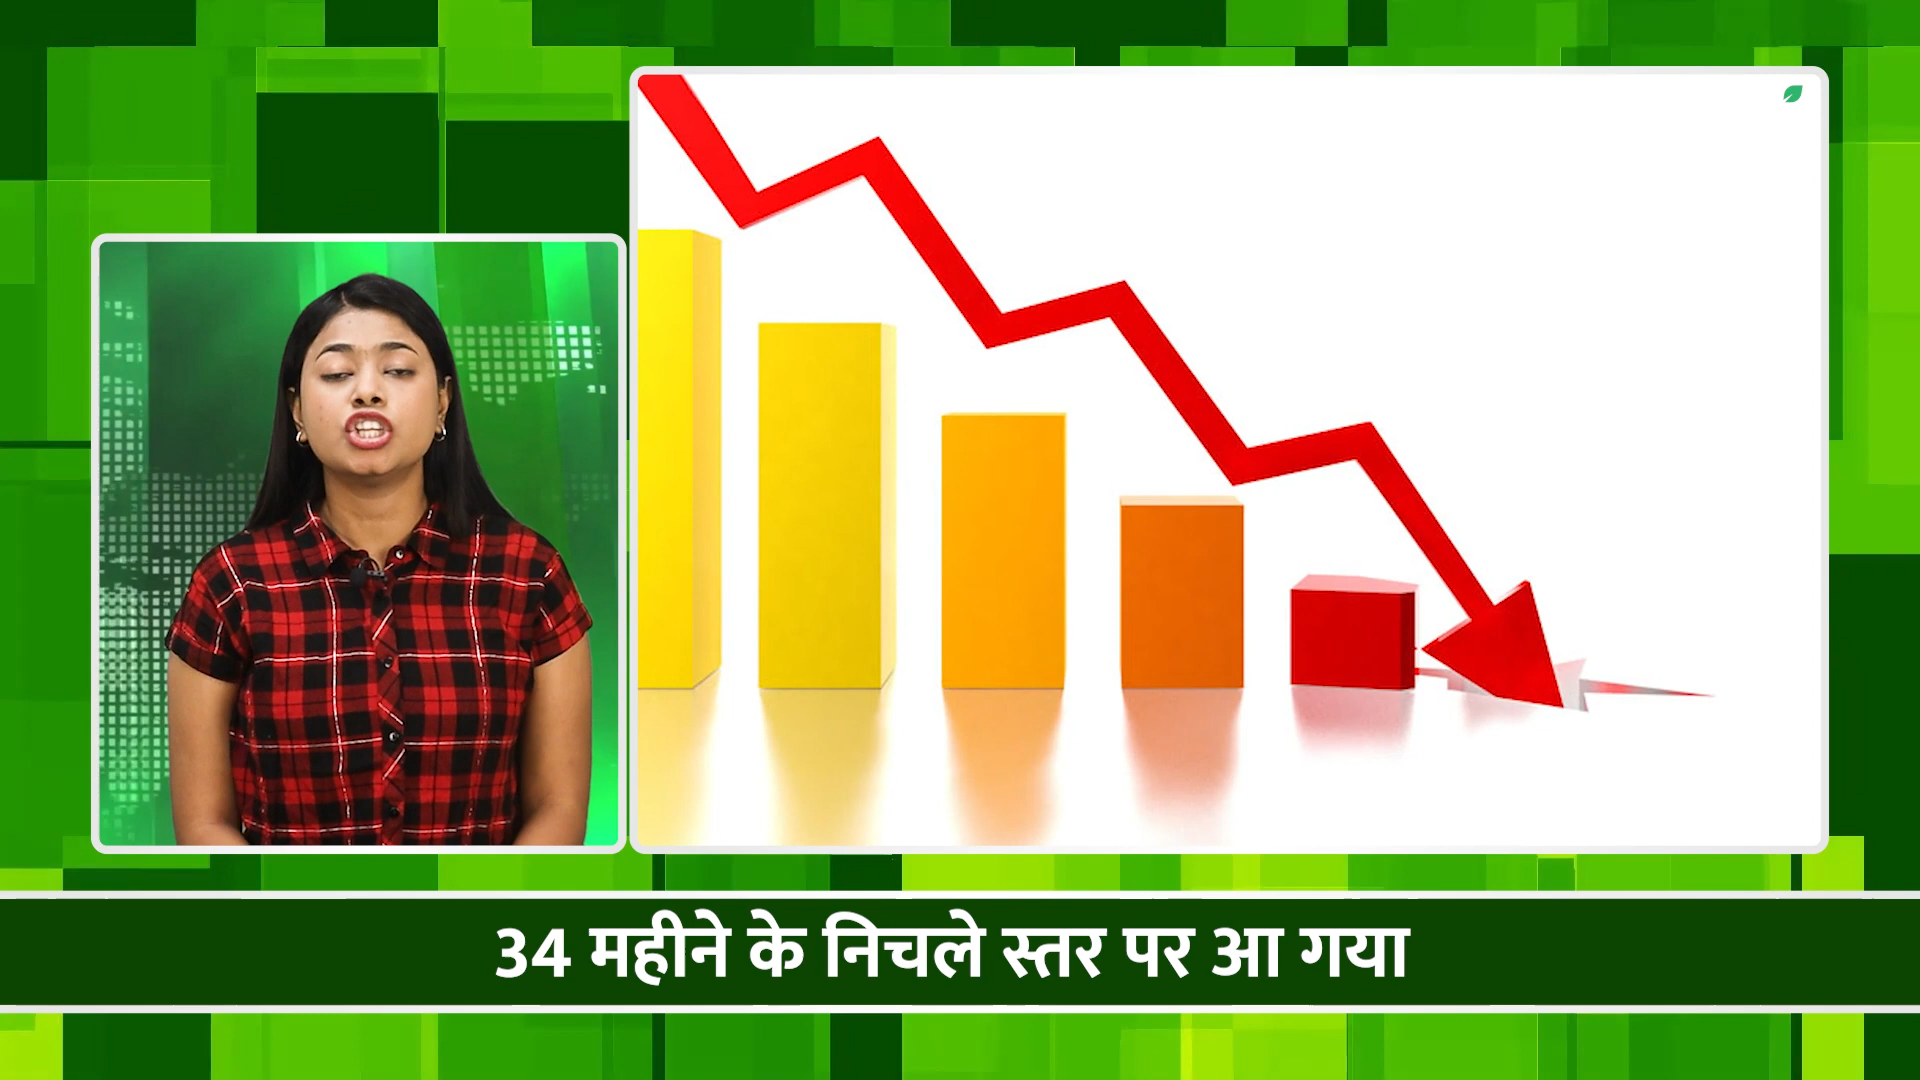 34 महीने के निचले स्तर पर आ गया